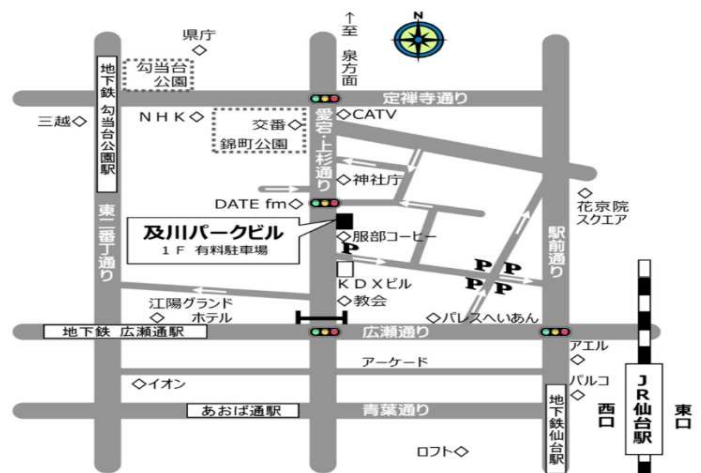 N
↑至 泉方面
県庁
勾当台
公園
地下鉄 勾当台公園駅
定禅寺通り
三越
NHK
交番
錦町公園
愛宕・上杉通り
CATV
神社庁
花京院
スクエア
DATE fm
及川パークビル
1F 有料駐車場
服部コーヒー
P
P P
P P
東二番丁通り
駅前通り
KDXビル
教会
江陽グランド
ホテル
パレスへいあん
地下鉄 広瀬通駅
広瀬通り
アエル
アーケード
パルコ
イオン
JR仙台駅
西口
東口
あおば通駅
青葉通り
地下鉄仙台駅
ロフト